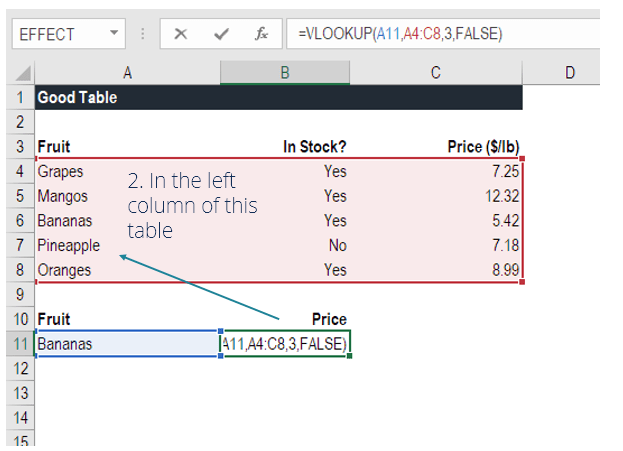 EFFECT fx =VLOOKUP(A11,A4:C8,3,FALSE)
A B C D
1 Good Table
2
3 Fruit In Stock? Price ($/lb)
4 Grapes Yes 7.25
5 Mangos Yes 12.32
6 Bananas Yes 5.42
7 Pineapple No 7.18
8 Oranges Yes 8.99
2. In the left
column of this
table
9
10 Fruit Price
11 Bananas A11,A4:C8,3,FALSE)
12
13
14
15